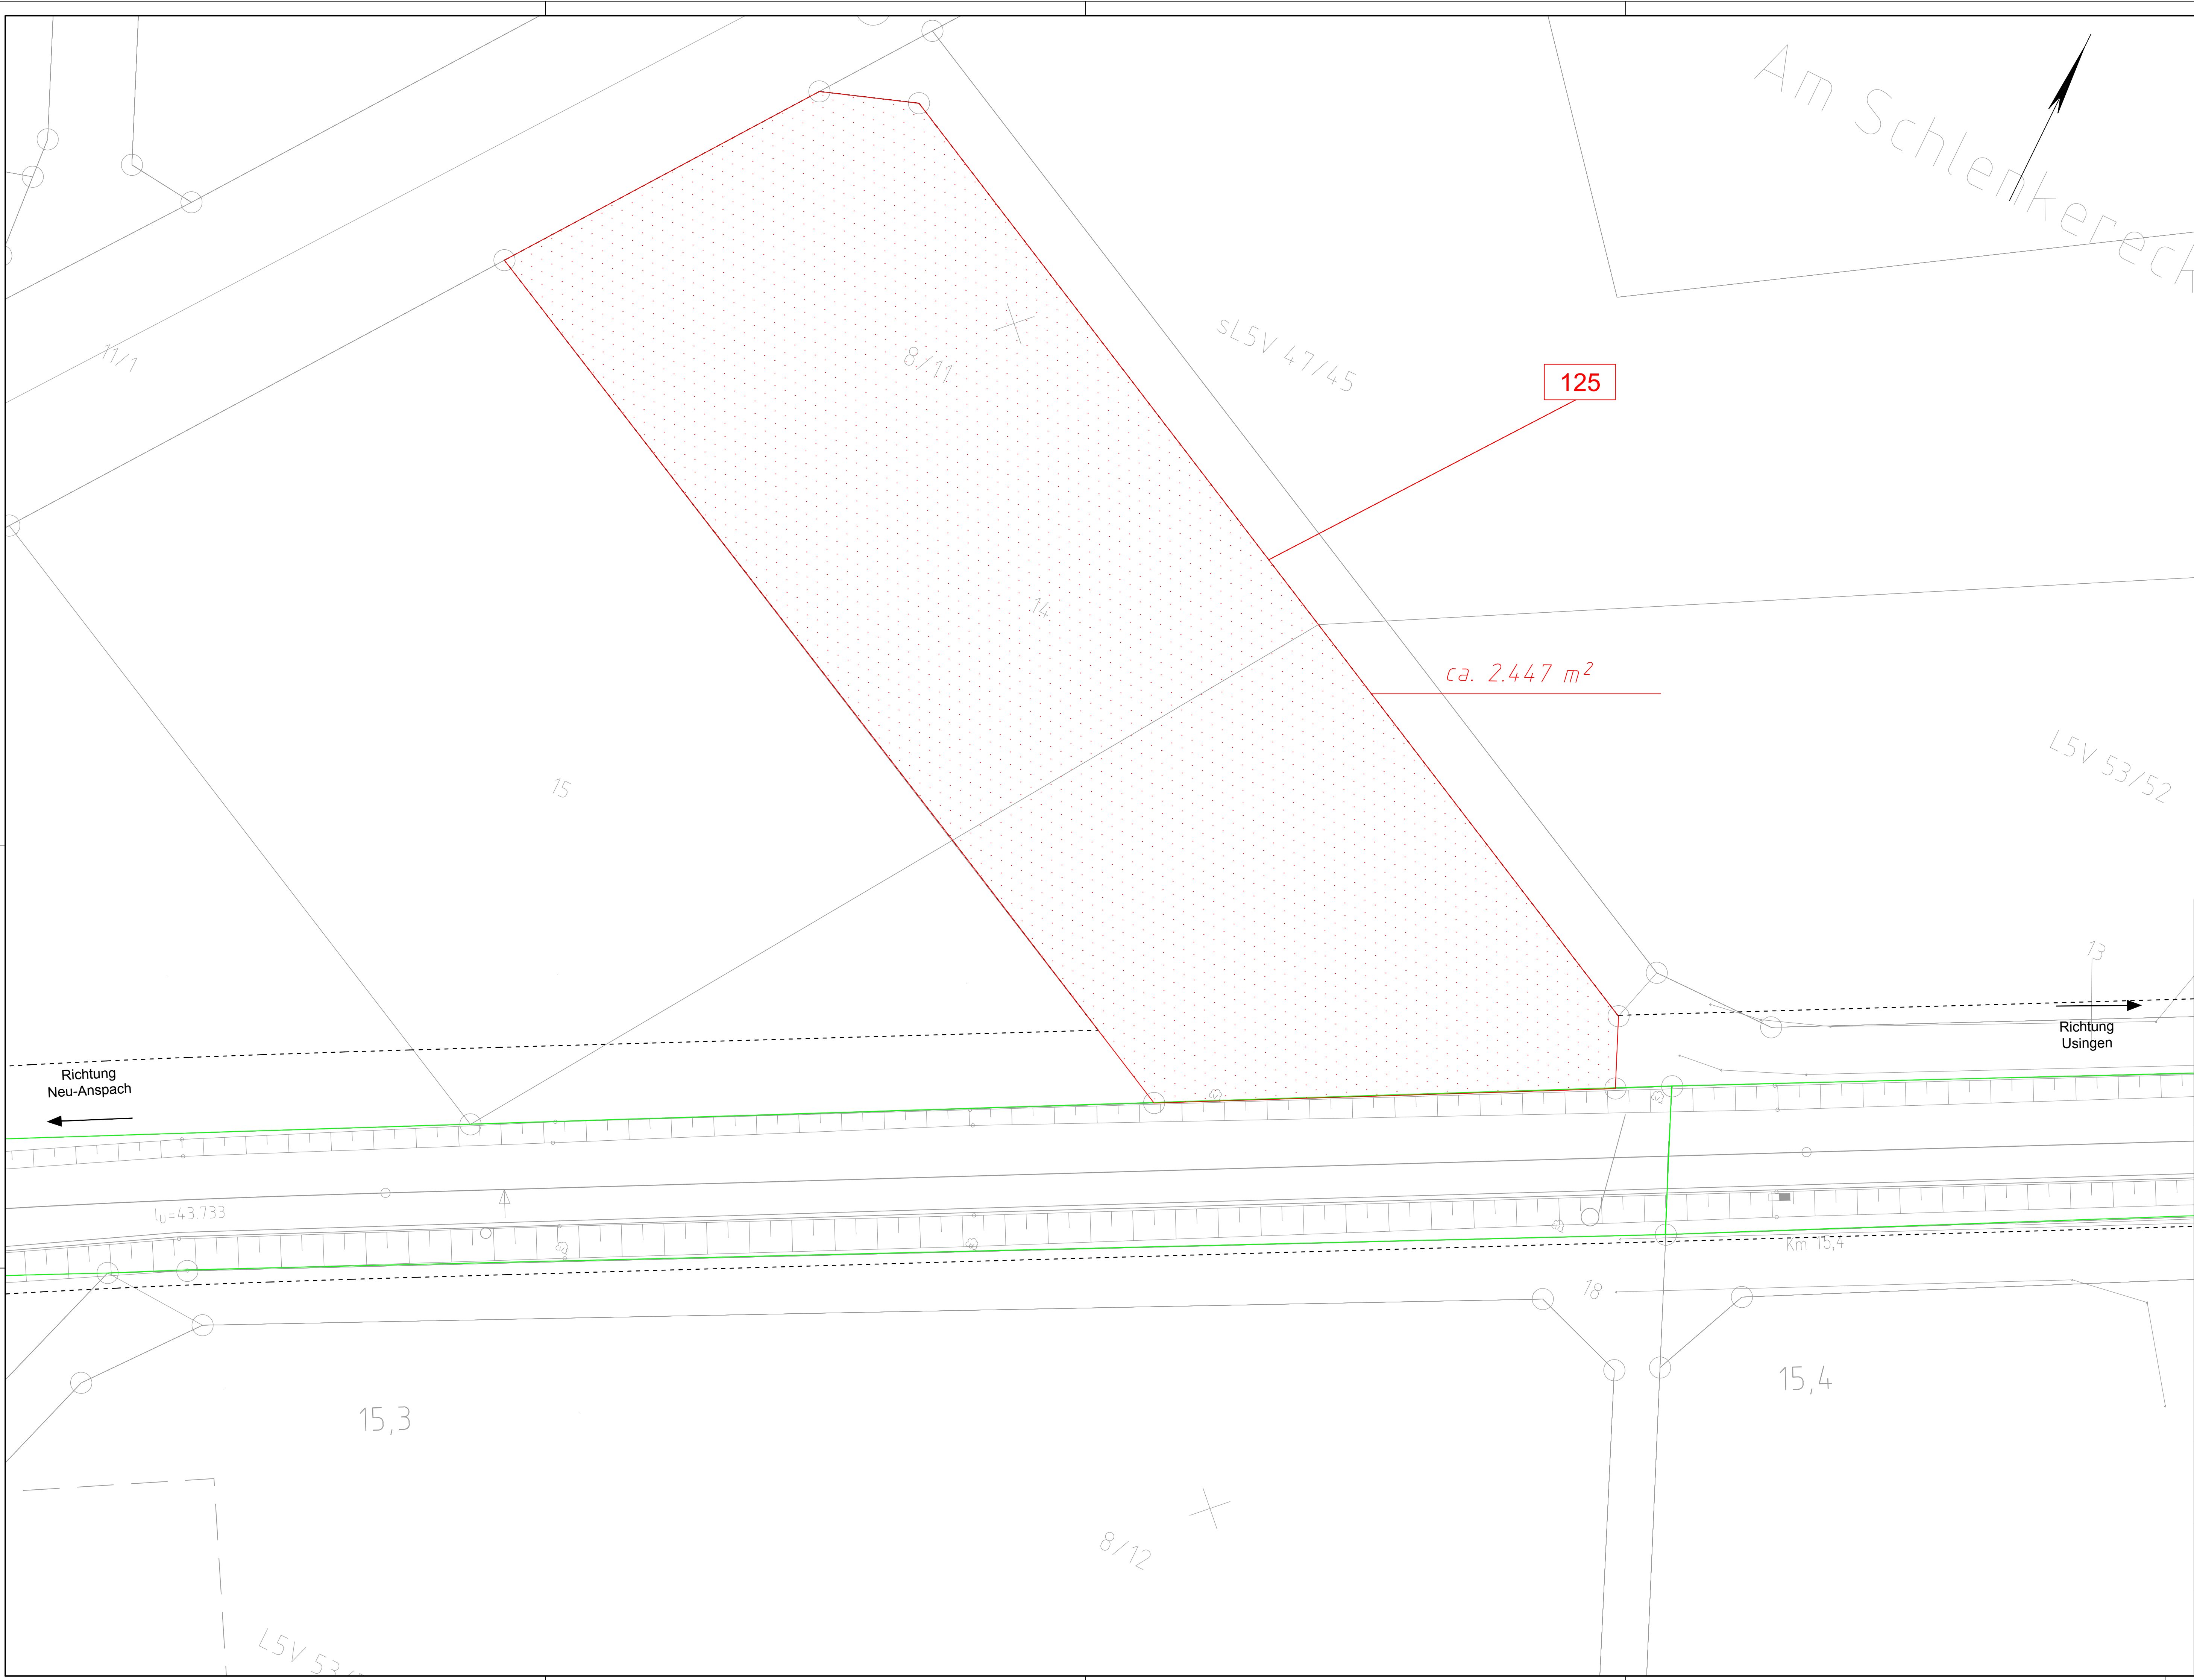 Am Schlenkereck
11/1
8/11
sL5V 47/45
125
14
ca. 2.447 m²
15
L5V 53/52
13
Richtung
Usingen
Richtung
Neu-Anspach
lu=43.733
Km 15,4
18
15,3
15,4
8/12
L5V 53/